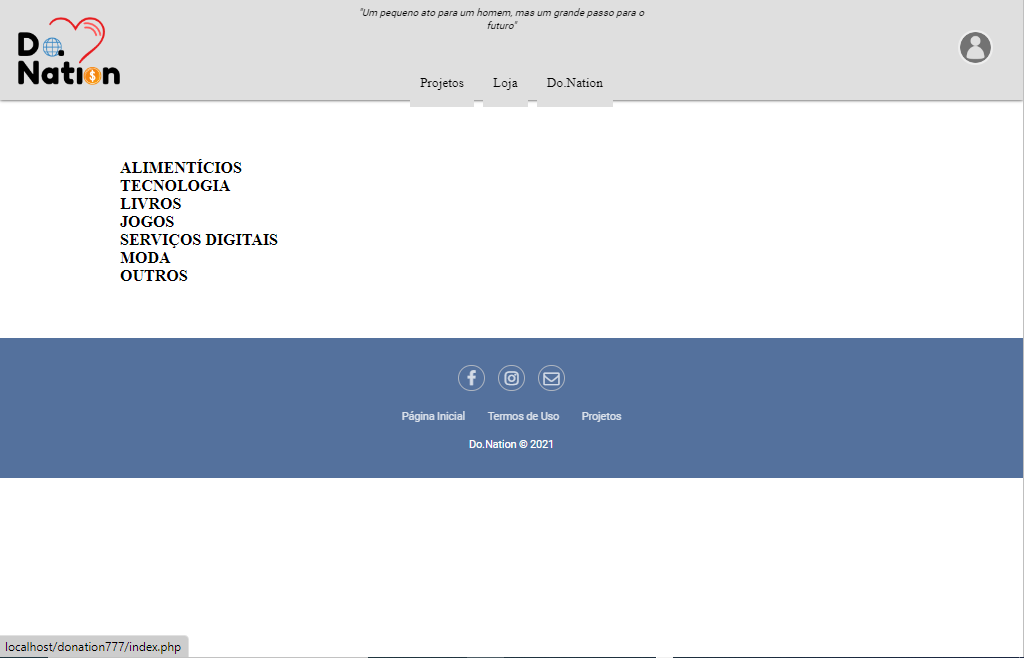 Do.
Nation
"Um pequeno ato para um homem, mas um grande passo para o
futuro"
Projetos Loja Do.Nation
ALIMENTÍCIOS
TECNOLOGIA
LIVROS
JOGOS
SERVIÇOS DIGITAIS
MODA
OUTROS
Página Inicial Termos de Uso Projetos
Do.Nation © 2021
localhost/donation777/index.php